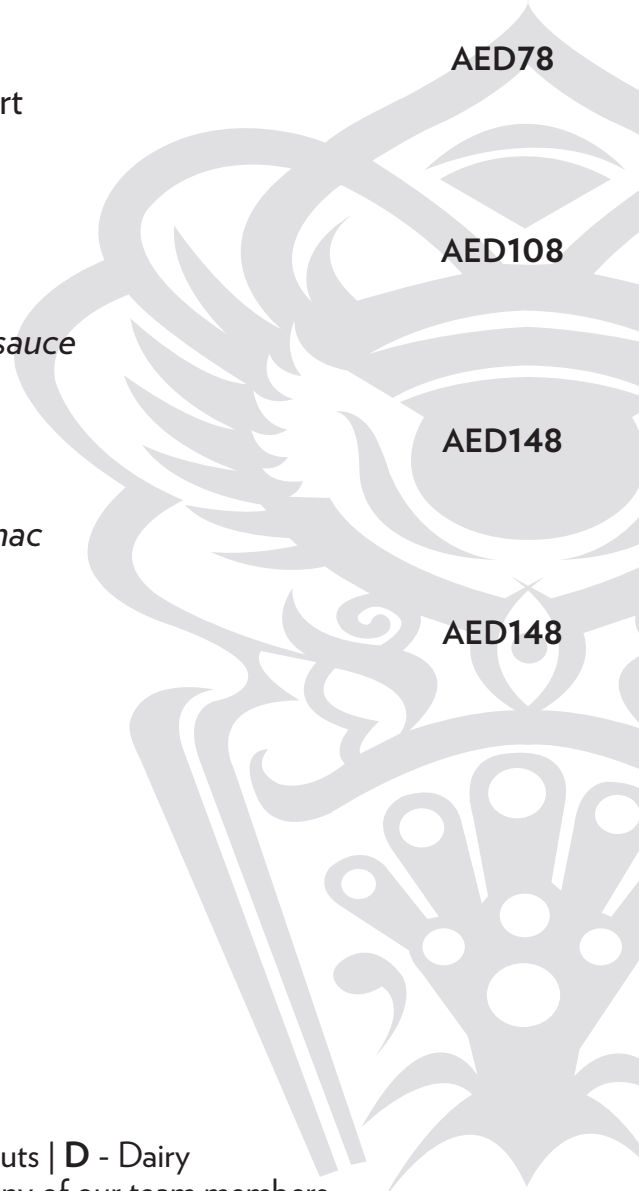 AED78
rt
AED108
sauce
AED148
nac
AED148
uts | D - Dairy
ny of our team members